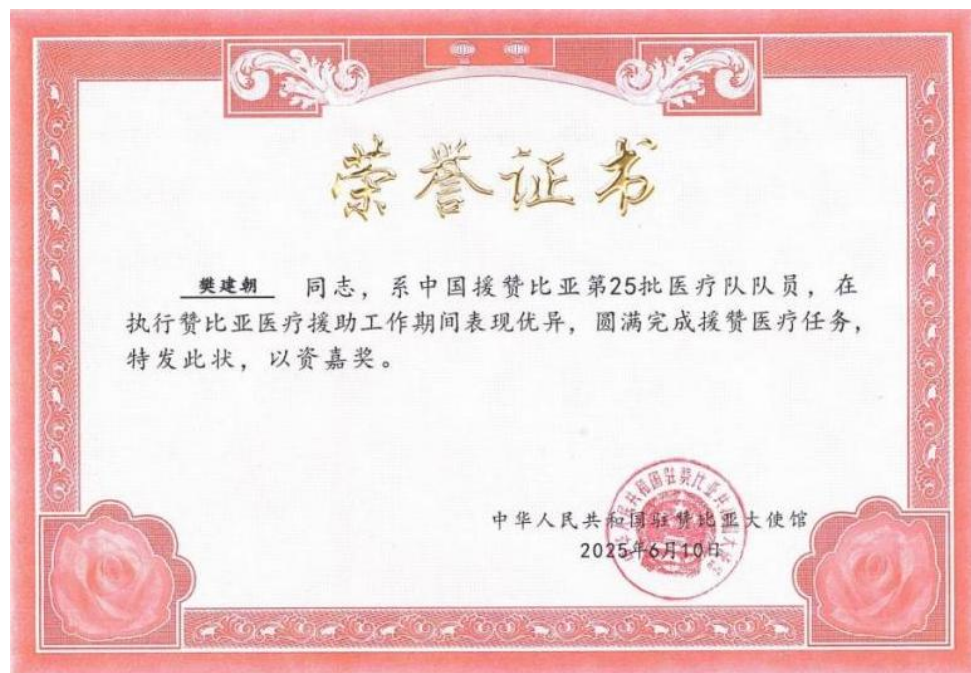 荣誉证书
樊建朝 同志，系中国援赞比亚第25批医疗队队员，在
执行赞比亚医疗援助工作期间表现优异，圆满完成援赞医疗任务，
特发此状，以资嘉奖。
中华人民共和国驻赞比亚大使馆
2025年6月10日